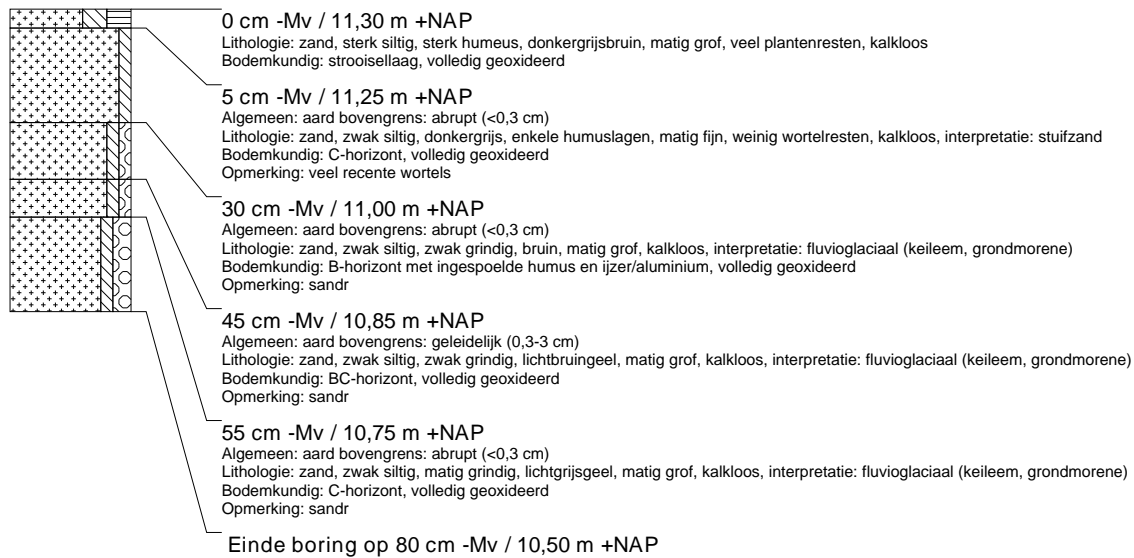 0 cm -Mv / 11,30 m +NAP
Lithologie: zand, sterk siltig, sterk humeus, donkergrijsbruin, matig grof, veel plantenresten, kalkloos
Bodemkundig: strooisellaag, volledig geoxideerd
5 cm -Mv / 11,25 m +NAP
Algemeen: aard bovengrens: abrupt (<0,3 cm)
Lithologie: zand, zwak siltig, donkergrijs, enkele humuslagen, matig fijn, weinig wortelresten, kalkloos, interpretatie: stuifzand
Bodemkundig: C-horizont, volledig geoxideerd
Opmerking: veel recente wortels
30 cm -Mv / 11,00 m +NAP
Algemeen: aard bovengrens: abrupt (<0,3 cm)
Lithologie: zand, zwak siltig, zwak grindig, bruin, matig grof, kalkloos, interpretatie: fluvioglaciaal (keileem, grondmorene)
Bodemkundig: B-horizont met ingespoelde humus en ijzer/aluminium, volledig geoxideerd
Opmerking: sandr
45 cm -Mv / 10,85 m +NAP
Algemeen: aard bovengrens: geleidelijk (0,3-3 cm)
Lithologie: zand, zwak siltig, zwak grindig, lichtbruingeel, matig grof, kalkloos, interpretatie: fluvioglaciaal (keileem, grondmorene)
Bodemkundig: BC-horizont, volledig geoxideerd
Opmerking: sandr
55 cm -Mv / 10,75 m +NAP
Algemeen: aard bovengrens: abrupt (<0,3 cm)
Lithologie: zand, zwak siltig, matig grindig, lichtgrijsgeel, matig grof, kalkloos, interpretatie: fluvioglaciaal (keileem, grondmorene)
Bodemkundig: C-horizont, volledig geoxideerd
Opmerking: sandr
Einde boring op 80 cm -Mv / 10,50 m +NAP